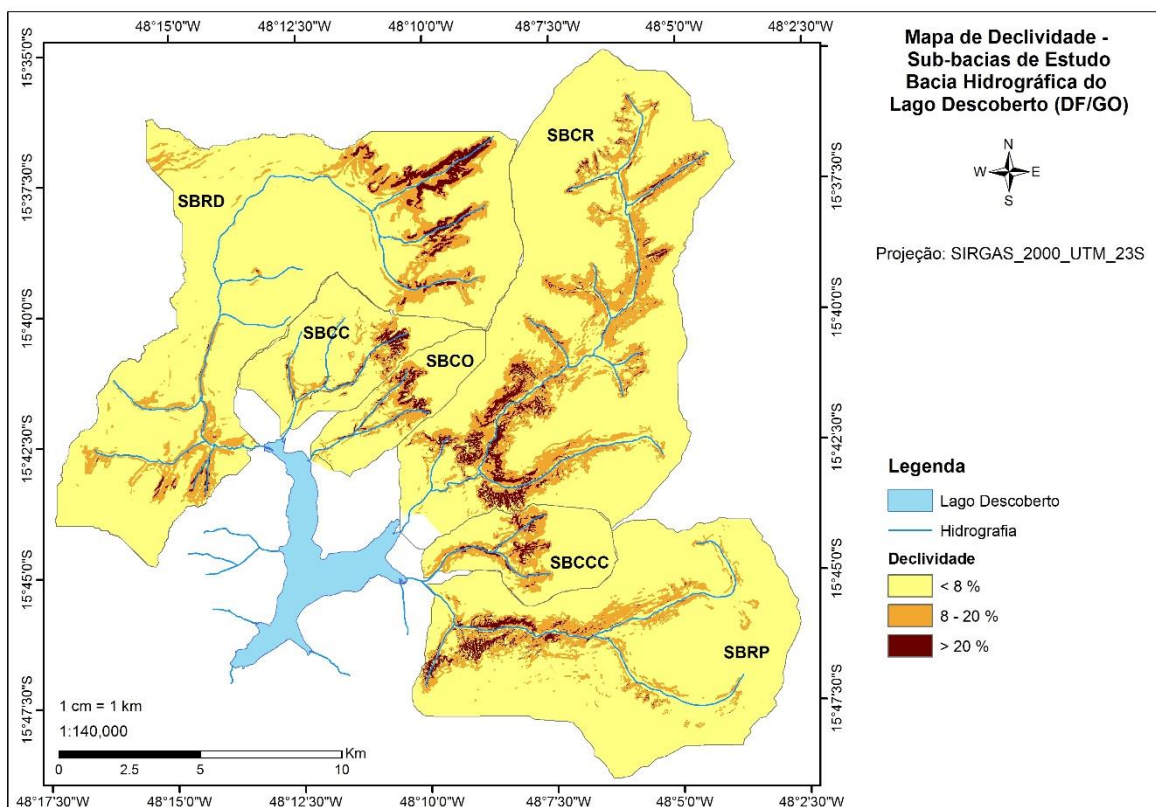 48°15'0"W 48°12'30"W 48°10'0"W 48°7'30"W 48°5'0"W 48°2'30"W
15°35'0"S
15°37'30"S
15°40'0"S
15°42'30"S
15°45'0"S
15°47'30"S
SBRD
SBCR
SBCC
SBCO
SBCCC
SBRP
1 cm = 1 km
1:140,000
Km
0 2.5 5 10
15°37'30"S
15°40'0"S
15°42'30"S
15°45'0"S
15°47'30"S
48°17'30"W 48°15'0"W 48°12'30"W 48°10'0"W 48°7'30"W 48°5'0"W 48°2'30"W
Mapa de Declividade -
Sub-bacias de Estudo
Bacia Hidrográfica do
Lago Descoberto (DF/GO)
N
W E
S
Projeção: SIRGAS_2000_UTM_23S
Legenda
Lago Descoberto
Hidrografia
Declividade
< 8 %
8 - 20 %
> 20 %